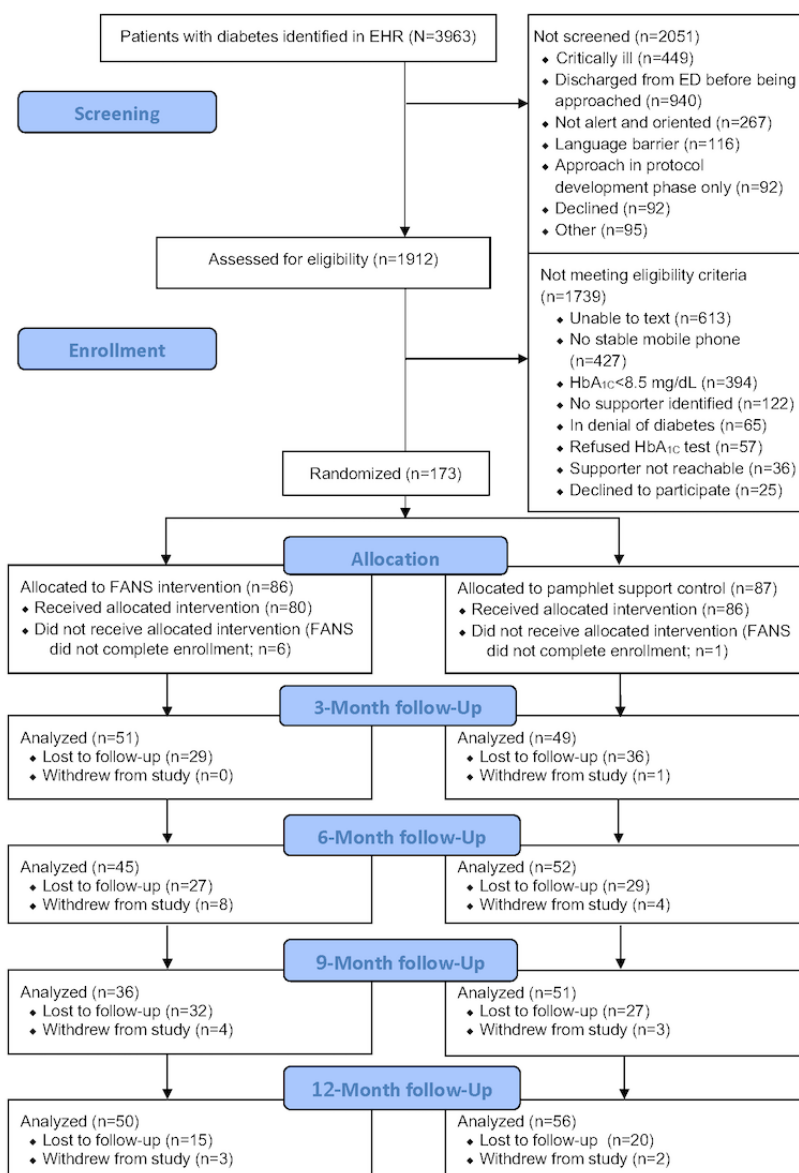 Patients with diabetes identified in EHR (N=3963)
Not screened (n=2051)
⬥ Critically ill (n=449)
⬥ Discharged from ED before being
approached (n=940)
⬥ Not alert and oriented (n=267)
⬥ Language barrier (n=116)
⬥ Approach in protocol
development phase only (n=92)
⬥ Declined (n=92)
⬥ Other (n=95)
Screening
Assessed for eligibility (n=1912)
Not meeting eligibility criteria
(n=1739)
⬥ Unable to text (n=613)
⬥ No stable mobile phone
(n=427)
⬥ HbA1C<8.5 mg/dL (n=394)
⬥ No supporter identified (n=122)
⬥ In denial of diabetes (n=65)
⬥ Refused HbA1C test (n=57)
⬥ Supporter not reachable (n=36)
⬥ Declined to participate (n=25)
Enrollment
Randomized (n=173)
Allocation
Allocated to FANS intervention (n=86)
⬥ Received allocated intervention (n=80)
⬥ Did not receive allocated intervention (FANS
did not complete enrollment; n=6)
Allocated to pamphlet support control (n=87)
⬥ Received allocated intervention (n=86)
⬥ Did not receive allocated intervention (FANS
did not complete enrollment; n=1)
3-Month follow-Up
Analyzed (n=51)
⬥ Lost to follow-up (n=29)
⬥ Withdrew from study (n=0)
Analyzed (n=49)
⬥ Lost to follow-up (n=36)
⬥ Withdrew from study (n=1)
6-Month follow-Up
Analyzed (n=45)
⬥ Lost to follow-up (n=27)
⬥ Withdrew from study (n=8)
Analyzed (n=52)
⬥ Lost to follow-up (n=29)
⬥ Withdrew from study (n=4)
9-Month follow-Up
Analyzed (n=36)
⬥ Lost to follow-up (n=32)
⬥ Withdrew from study (n=4)
Analyzed (n=51)
⬥ Lost to follow-up (n=27)
⬥ Withdrew from study (n=3)
12-Month follow-Up
Analyzed (n=50)
⬥ Lost to follow-up (n=15)
⬥ Withdrew from study (n=3)
Analyzed (n=56)
⬥ Lost to follow-up (n=20)
⬥ Withdrew from study (n=2)